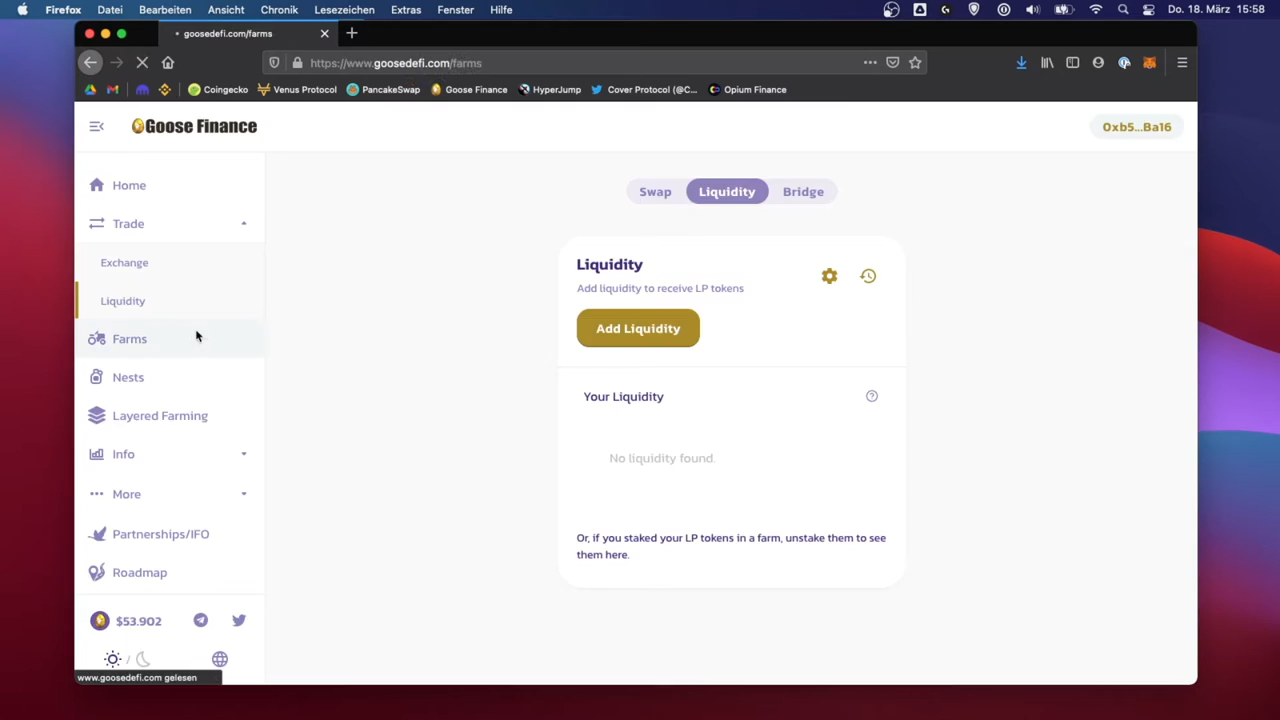 Firefox Datei Bearbeiten Ansicht Chronik Lesezeichen Extras Fenster Hilfe Do. 18. März 15:58
goosedefi.com/farms
https://www.goosedefi.com/farms
Coingecko Venus Protocol PancakeSwap Goose Finance HyperJump Cover Protocol (@C... Opium Finance
Goose Finance 0xb5...Ba16
Home
Trade
Exchange
Liquidity
Farms
Nests
Layered Farming
Info
More
Partnerships/IFO
Roadmap
$53.902
/
www.goosedefi.com gelesen
Swap Liquidity Bridge
Liquidity
Add liquidity to receive LP tokens
Add Liquidity
Your Liquidity
No liquidity found.
Or, if you staked your LP tokens in a farm, unstake them to see
them here.